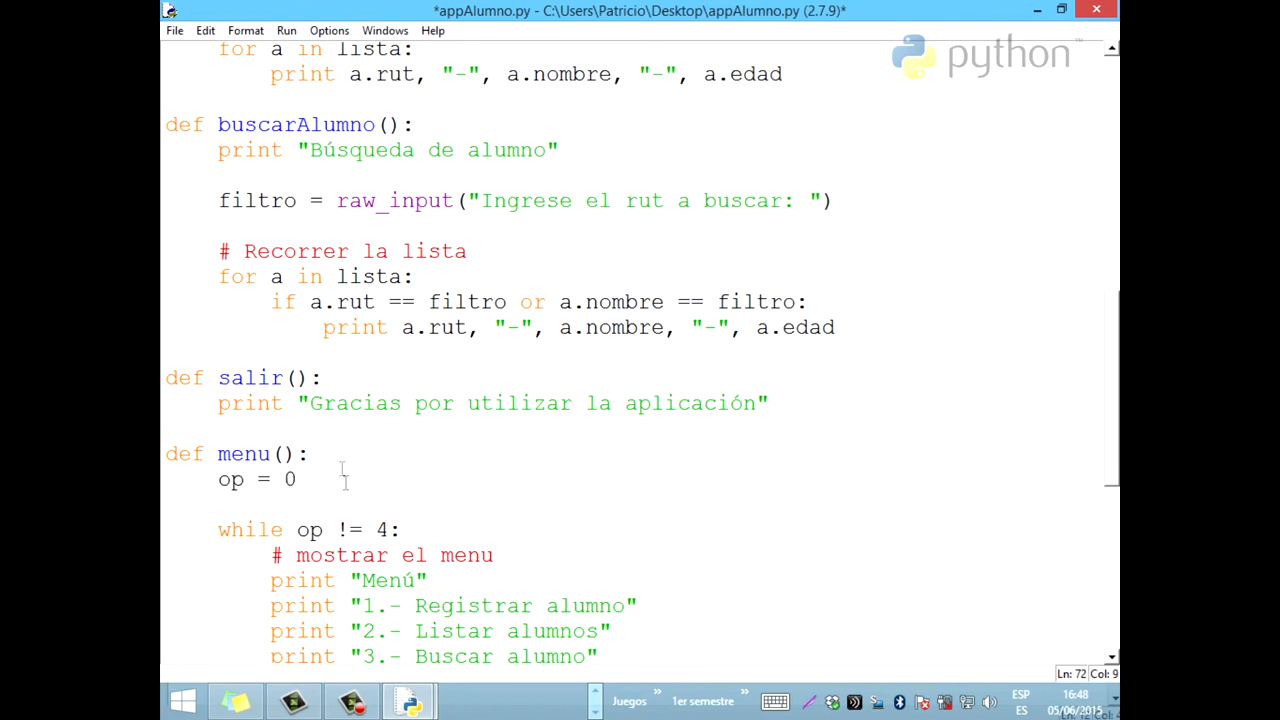 *appAlumno.py - C:\Users\Patricio\Desktop\appAlumno.py (2.7.9)*
File Edit Format Run Options Windows Help
python™
for a in lista:
print a.rut, "-", a.nombre, "-", a.edad
def buscarAlumno():
print "Búsqueda de alumno"
filtro = raw_input("Ingrese el rut a buscar: ")
# Recorrer la lista
for a in lista:
if a.rut == filtro or a.nombre == filtro:
print a.rut, "-", a.nombre, "-", a.edad
def salir():
print "Gracias por utilizar la aplicación"
def menu():
op = 0
while op != 4:
# mostrar el menu
print "Menú"
print "1.- Registrar alumno"
print "2.- Listar alumnos"
print "3.- Buscar alumno"
Ln: 72 Col: 9
Juegos » 1er semestre » ESP 16:48
ES 05/06/2015